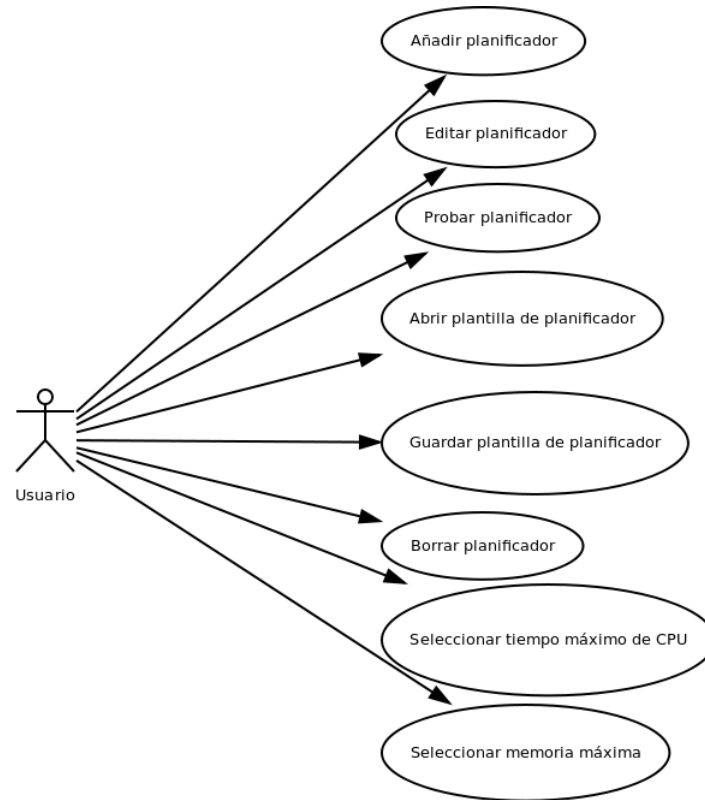 Añadir planificador
Editar planificador
Probar planificador
Abrir plantilla de planificador
Guardar plantilla de planificador
Usuario
Borrar planificador
Seleccionar tiempo máximo de CPU
Seleccionar memoria máxima